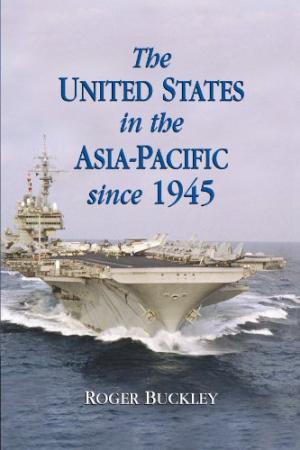 The
UNITED STATES
in the
ASIA-PACIFIC
since 1945
ROGER BUCKLEY